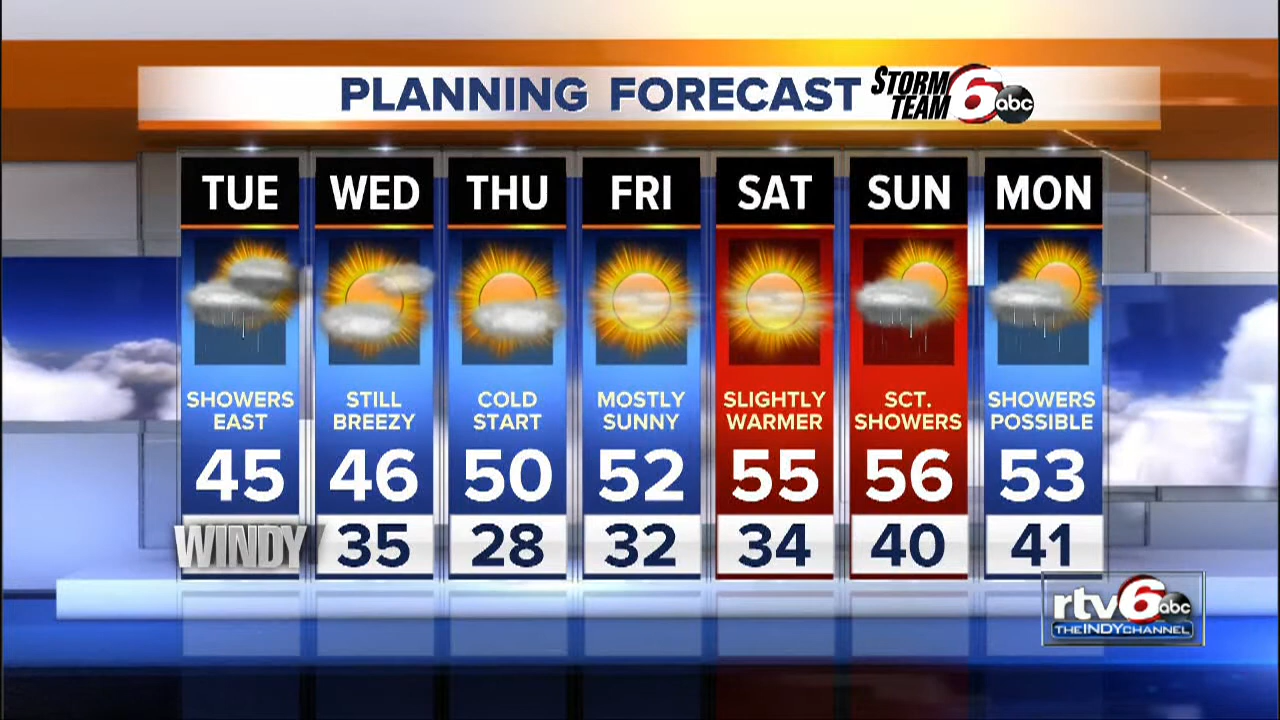 PLANNING FORECAST STORM TEAM 6 abc
TUE WED THU FRI SAT SUN MON
SHOWERS EAST
STILL BREEZY
COLD START
MOSTLY SUNNY
SLIGHTLY WARMER
SCT. SHOWERS
SHOWERS POSSIBLE
45 46 50 52 55 56 53
WINDY 35 28 32 34 40 41
rtv6 abc
THE INDY CHANNEL